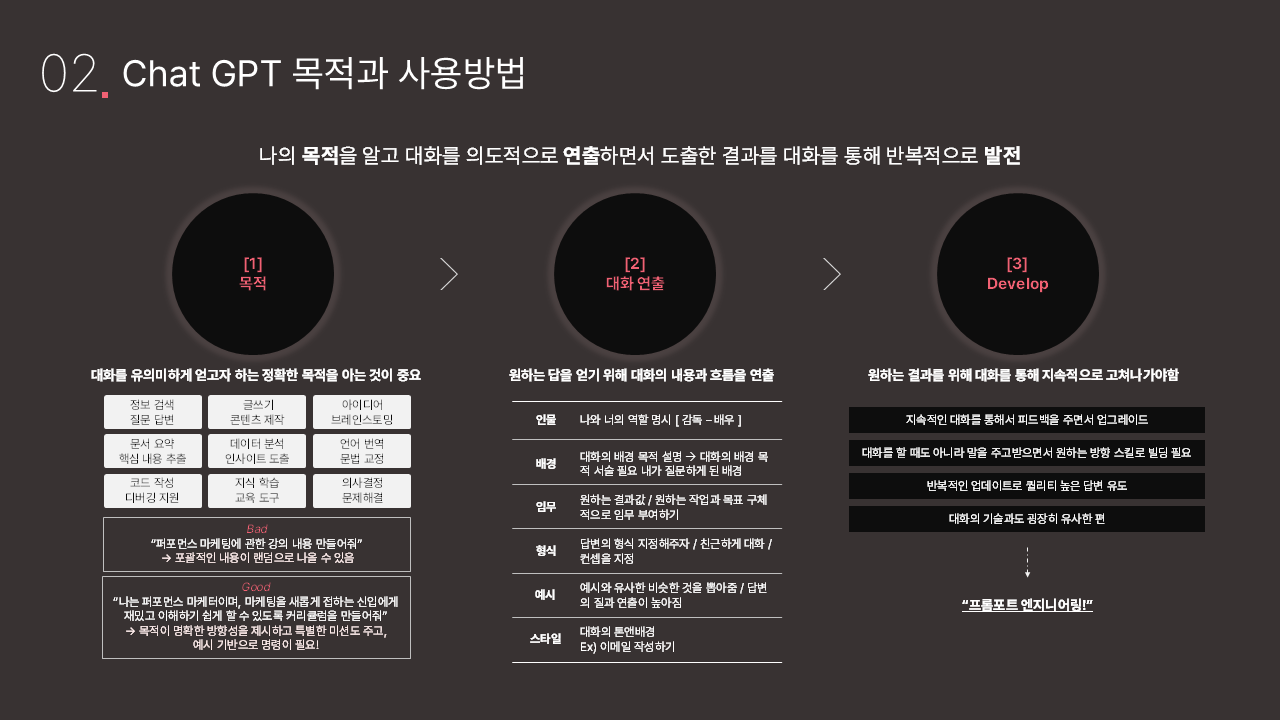 02. Chat GPT 목적과 사용방법
나의 목적을 알고 대화를 의도적으로 연출하면서 도출한 결과를 대화를 통해 반복적으로 발전
[1]
목적
대화를 유의미하게 얻고자 하는 정확한 목적을 아는 것이 중요
정보 검색
질문 답변
글쓰기
콘텐츠 제작
아이디어
브레인스토밍
문서 요약
핵심 내용 추출
데이터 분석
인사이트 도출
언어 번역
문법 교정
코드 작성
디버깅 지원
지식 학습
교육 도구
의사결정
문제해결
Bad
“퍼포먼스 마케팅에 관한 강의 내용 만들어줘”
→ 포괄적인 내용이 랜덤으로 나올 수 있음
Good
“나는 퍼포먼스 마케터이며, 마케팅을 새롭게 접하는 신입에게
재밌고 이해하기 쉽게 할 수 있도록 커리큘럼을 만들어줘”
→ 목적이 명확한 방향성을 제시하고 특별한 미션도 주고,
예시 기반으로 명령이 필요!
[2]
대화 연출
원하는 답을 얻기 위해 대화의 내용과 흐름을 연출
인물
나와 너의 역할 명시 [ 감독 – 배우 ]
배경
대화의 배경 목적 설명 → 대화의 배경 목
적 서술 필요 내가 질문하게 된 배경
임무
원하는 결과값 / 원하는 작업과 목표 구체
적으로 임무 부여하기
형식
답변의 형식 지정해주자 / 친근하게 대화 /
컨셉을 지정
예시
예시와 유사한 비슷한 것을 뽑아줌 / 답변
의 질과 연출이 높아짐
스타일
대화의 톤앤배경
Ex) 이메일 작성하기
[3]
Develop
원하는 결과를 위해 대화를 통해 지속적으로 고쳐나가야함
지속적인 대화를 통해서 피드백을 주면서 업그레이드
대화를 할 때도 아니라 말을 주고받으면서 원하는 방향 스킬로 빌딩 필요
반복적인 업데이트로 퀄리티 높은 답변 유도
대화의 기술과도 굉장히 유사한 편
“프롬포트 엔지니어링!”